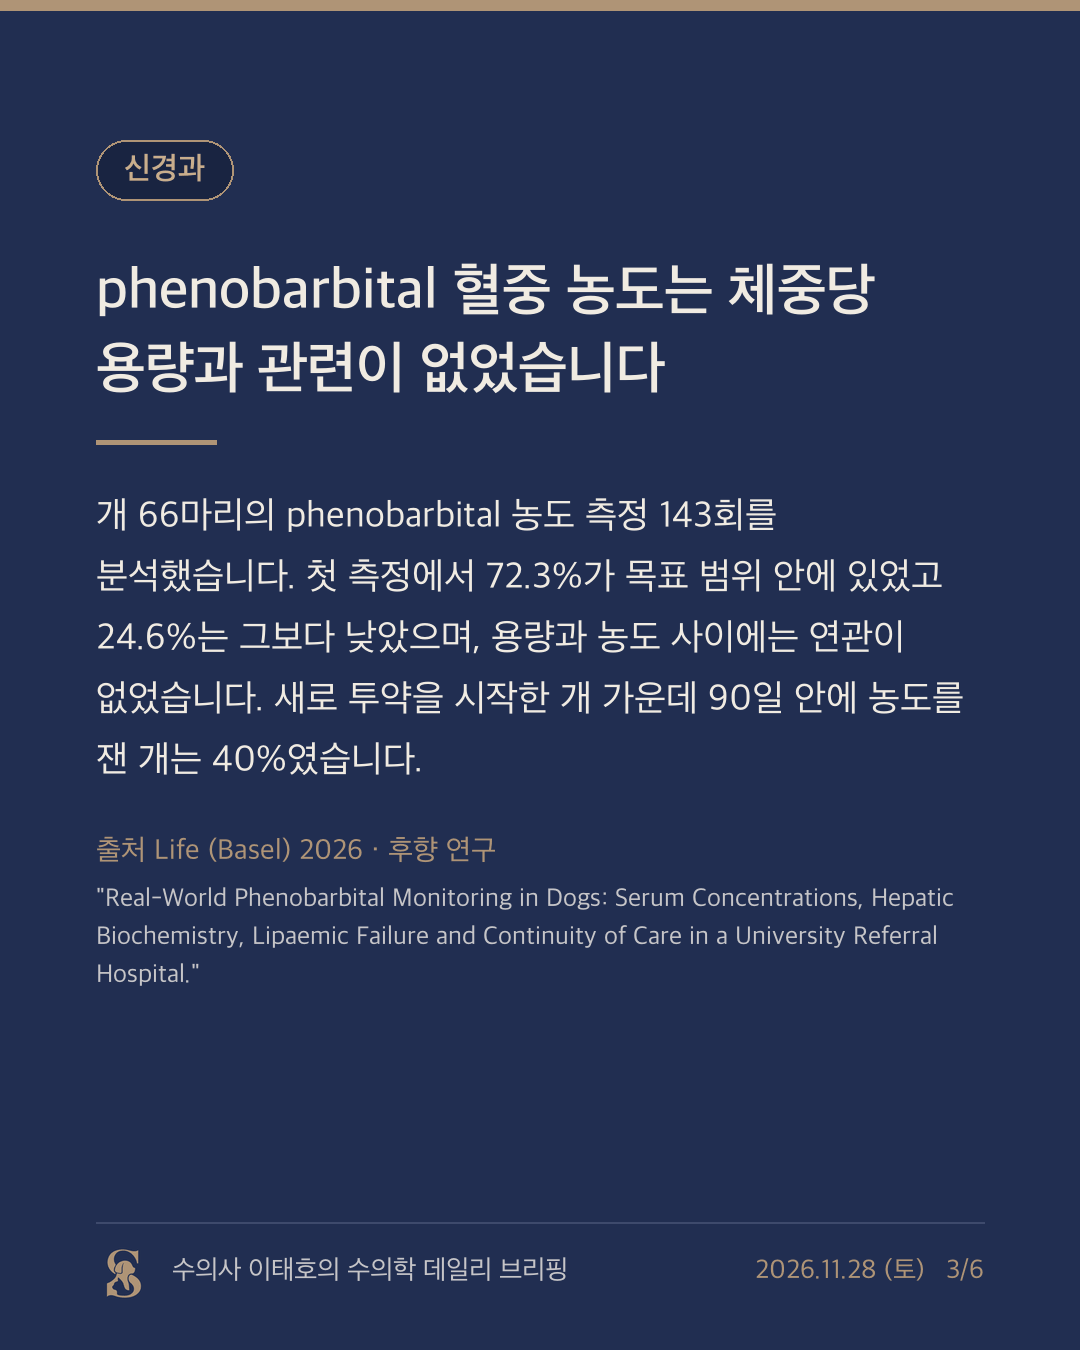 신경과
phenobarbital 혈중 농도는 체중당
용량과 관련이 없었습니다
개 66마리의 phenobarbital 농도 측정 143회를
분석했습니다. 첫 측정에서 72.3%가 목표 범위 안에 있었고
24.6%는 그보다 낮았으며, 용량과 농도 사이에는 연관이
없었습니다. 새로 투약을 시작한 개 가운데 90일 안에 농도를
잰 개는 40%였습니다.
출처 Life (Basel) 2026 · 후향 연구
"Real-World Phenobarbital Monitoring in Dogs: Serum Concentrations, Hepatic
Biochemistry, Lipaemic Failure and Continuity of Care in a University Referral
Hospital."
수의사 이태호의 수의학 데일리 브리핑
2026.11.28 (토) 3/6